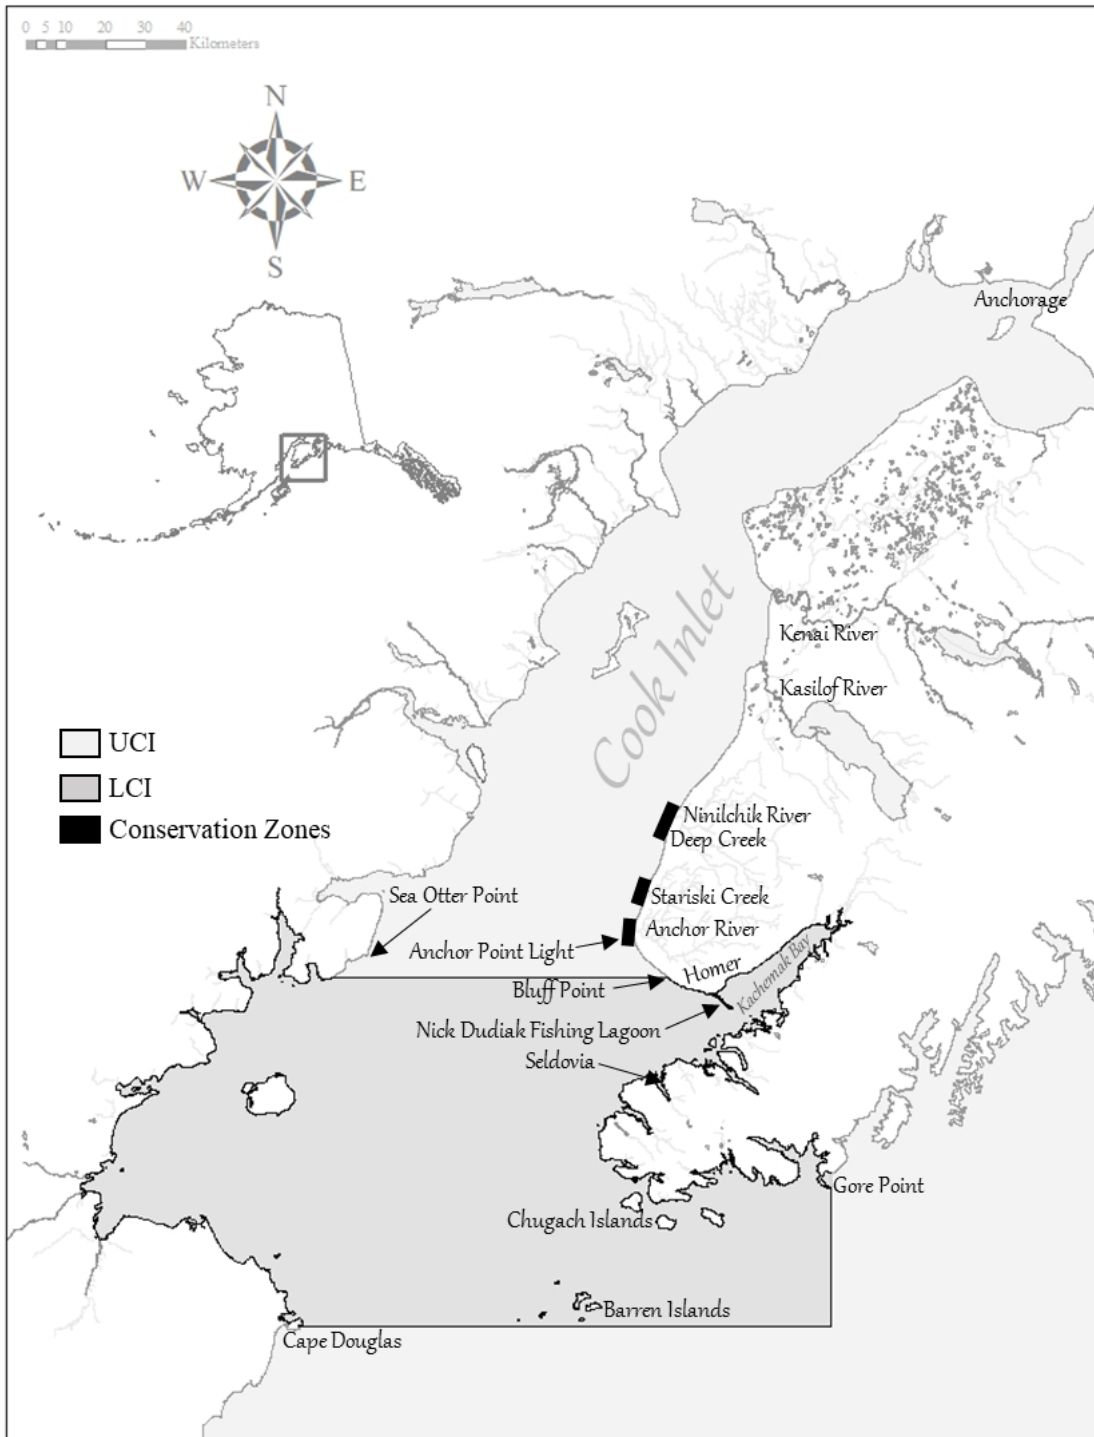 0 5 10 20 30 40
Kilometers
N
W E
S
Anchorage
Cook Inlet
Kenai River
Kasilof River
UCI
LCI
Conservation Zones
Ninilchik River
Deep Creek
Sea Otter Point
Stariski Creek
Anchor River
Anchor Point Light
Homer
Kachemak Bay
Bluff Point
Nick Dudiak Fishing Lagoon
Seldovia
Gore Point
Chugach Islands
Barren Islands
Cape Douglas